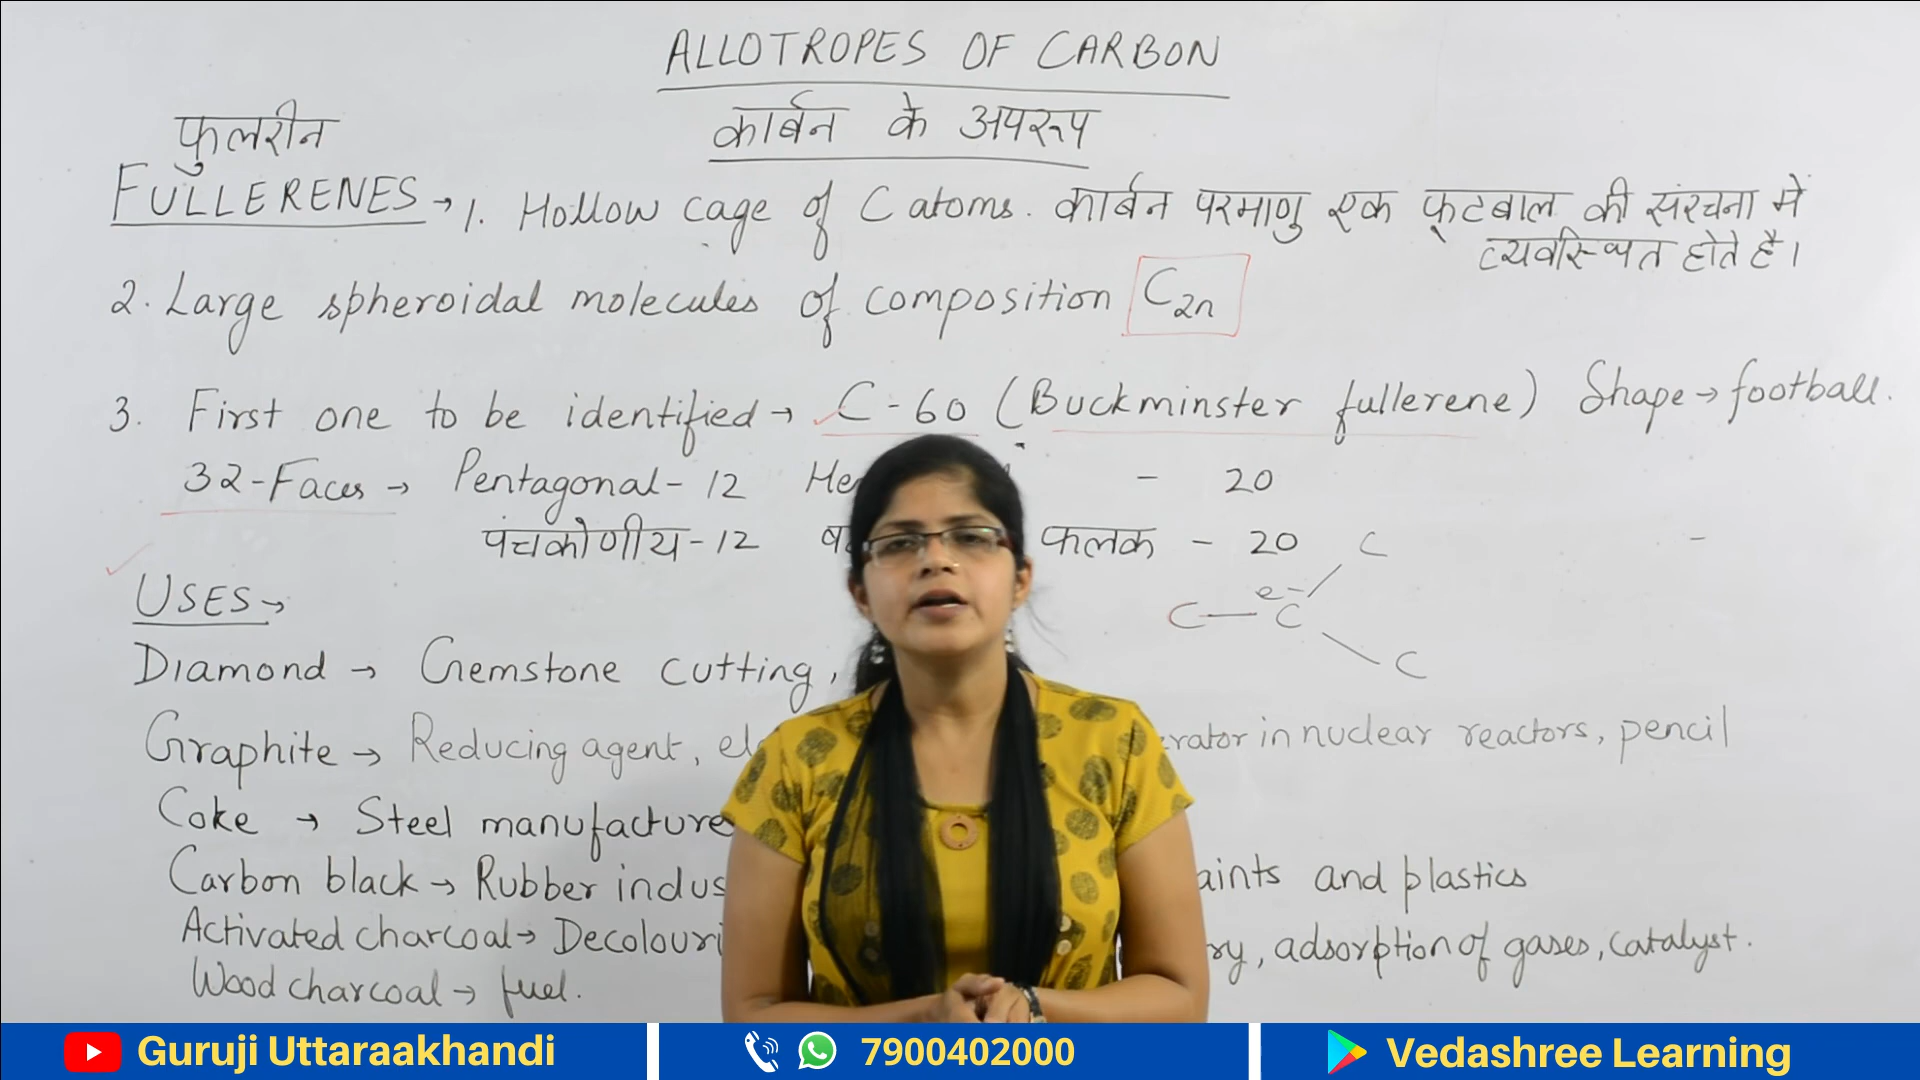 ALLOTROPES OF CARBON
कार्बन के अपरूप
फुलरीन
FULLERENES → 1. Hollow cage of C atoms. कार्बन परमाणु एक फूटबाल की संरचना में
व्यवस्थित होते है।
2. Large spheroidal molecules of composition C2n
3. First one to be identified → C-60 (Buckminster fullerene) Shape → football.
32-Faces → Pentagonal - 12 - 20
पंचकोणीय - 12 फलक - 20
C
C — C e-
C
USES →
Diamond → Gemstone cutting,
Graphite → Reducing agent, in nuclear reactors, pencil
Coke → Steel manufacture
Carbon black → Rubber and plastics
Activated charcoal → adsorption of gases, catalyst.
Wood charcoal → fuel.
Guruji Uttaraakhandi 7900402000 Vedashree Learning